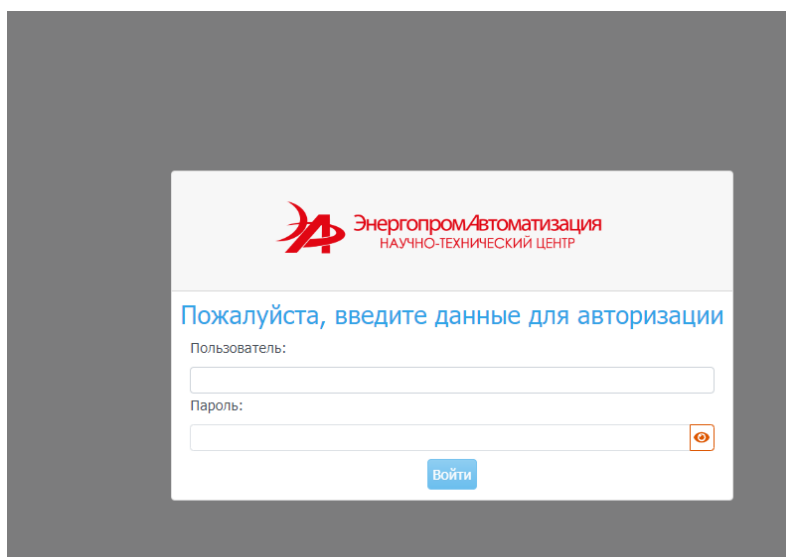 ЭнергопромАвтоматизация
НАУЧНО-ТЕХНИЧЕСКИЙ ЦЕНТР
Пожалуйста, введите данные для авторизации
Пользователь:
Пароль:
Войти